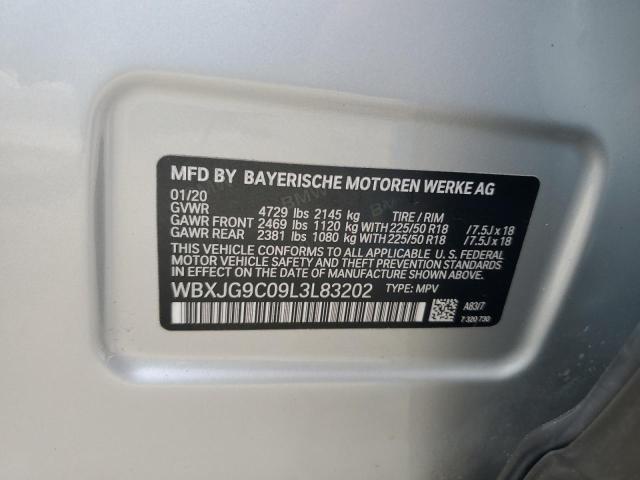 MFD BY BAYERISCHE MOTOREN WERKE AG
01/20
GVWR 4729 lbs 2145 kg TIRE / RIM
GAWR FRONT 2469 lbs 1120 kg WITH 225/50 R18 /7.5J x 18
GAWR REAR 2381 lbs 1080 kg WITH 225/50 R18 /7.5J x 18
THIS VEHICLE CONFORMS TO ALL APPLICABLE U. S. FEDERAL
MOTOR VEHICLE SAFETY, BUMPER, AND THEFT PREVENTION STANDARDS
IN EFFECT ON THE DATE OF MANUFACTURE SHOWN ABOVE.
WBXJG9C09L3L83202 TYPE: MPV
A83/7
7 320 730